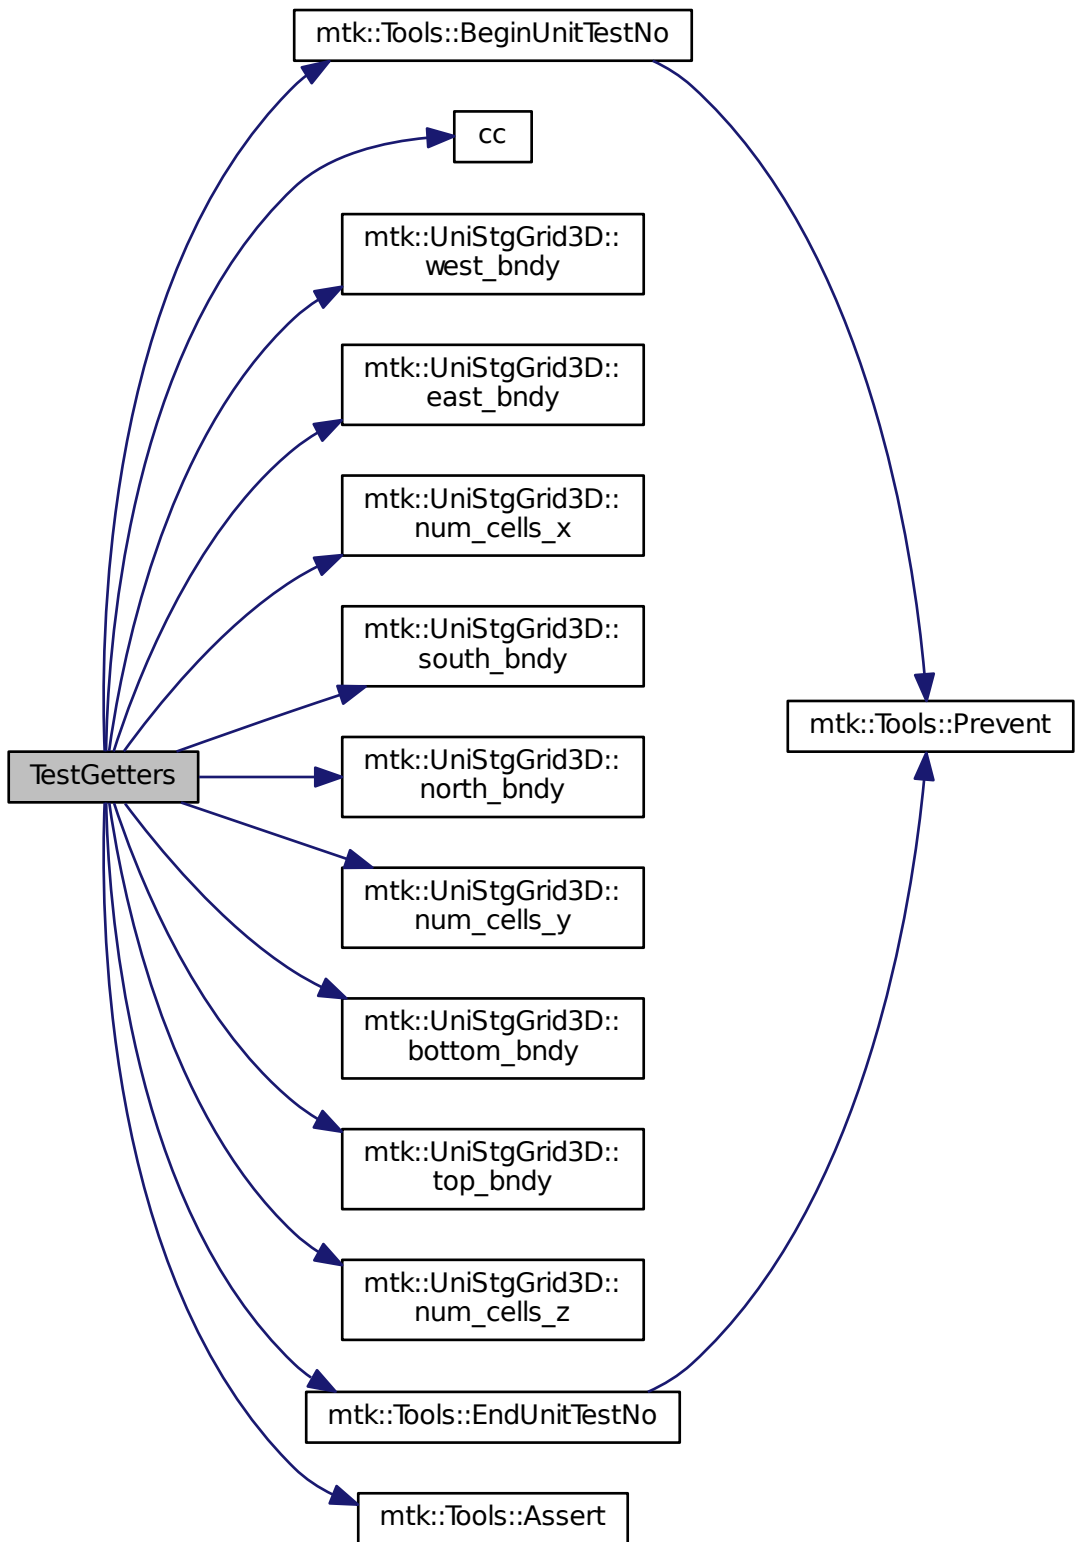 mtk::Tools::BeginUnitTestNo
cc
mtk::UniStgGrid3D::
west_bndy
mtk::UniStgGrid3D::
east_bndy
mtk::UniStgGrid3D::
num_cells_x
mtk::UniStgGrid3D::
south_bndy
mtk::Tools::Prevent
TestGetters
mtk::UniStgGrid3D::
north_bndy
mtk::UniStgGrid3D::
num_cells_y
mtk::UniStgGrid3D::
bottom_bndy
mtk::UniStgGrid3D::
top_bndy
mtk::UniStgGrid3D::
num_cells_z
mtk::Tools::EndUnitTestNo
mtk::Tools::Assert